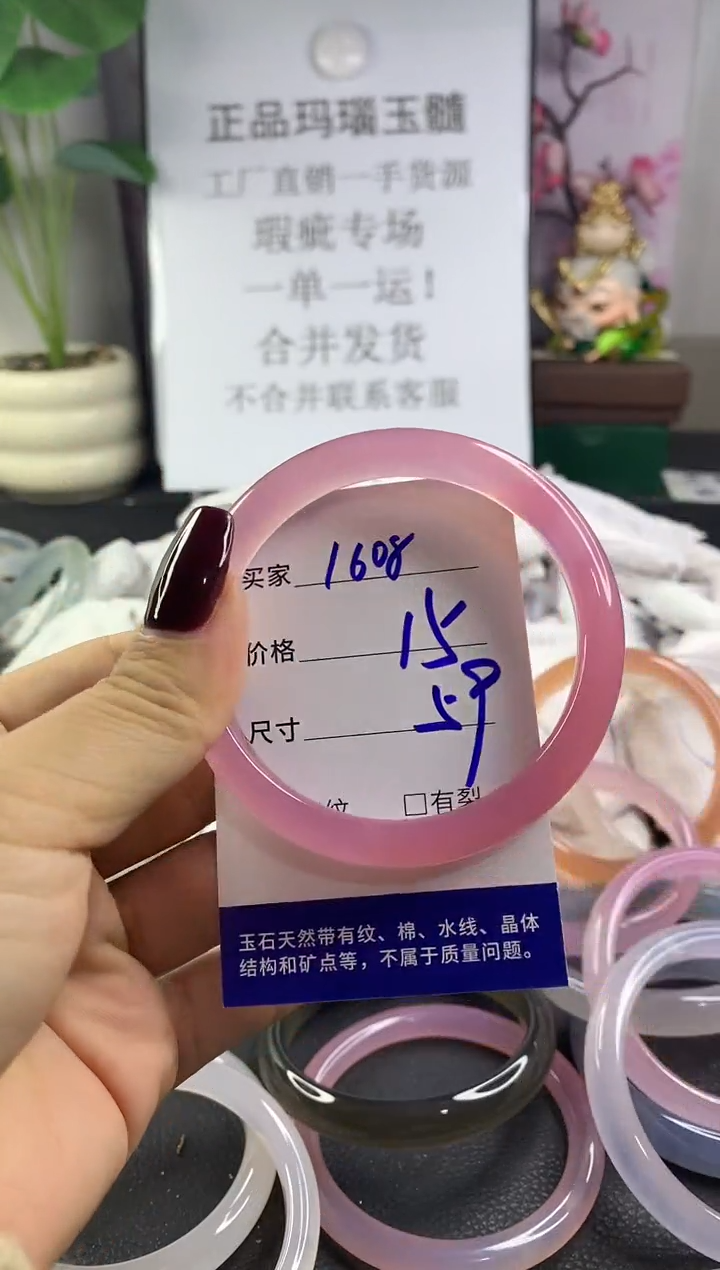 正品玛瑙玉髓
工厂直销一手货源
瑕疵专场
一单一运！
合并发货
不合并联系客服
买家 1608
价格 15
尺寸 59
纹 □有裂
玉石天然带有纹、棉、水线、晶体
结构和矿点等，不属于质量问题。